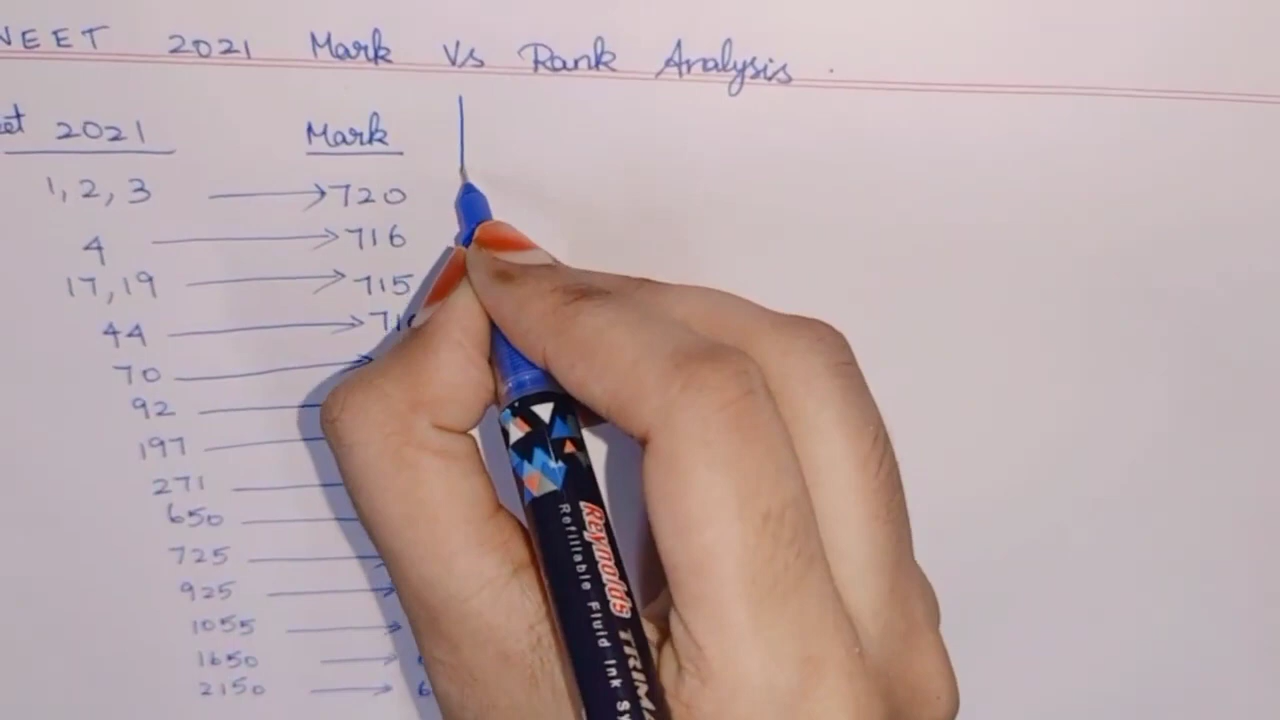 NEET 2021 Mark Vs Rank Analysis.
2021 Mark
1, 2, 3 → 720
4 → 716
17, 19 → 715
44 →
70 →
92
197
271
650
725
925 →
1055 →
1650 →
2150 →
Reynolds
Refillable Fluid Ink